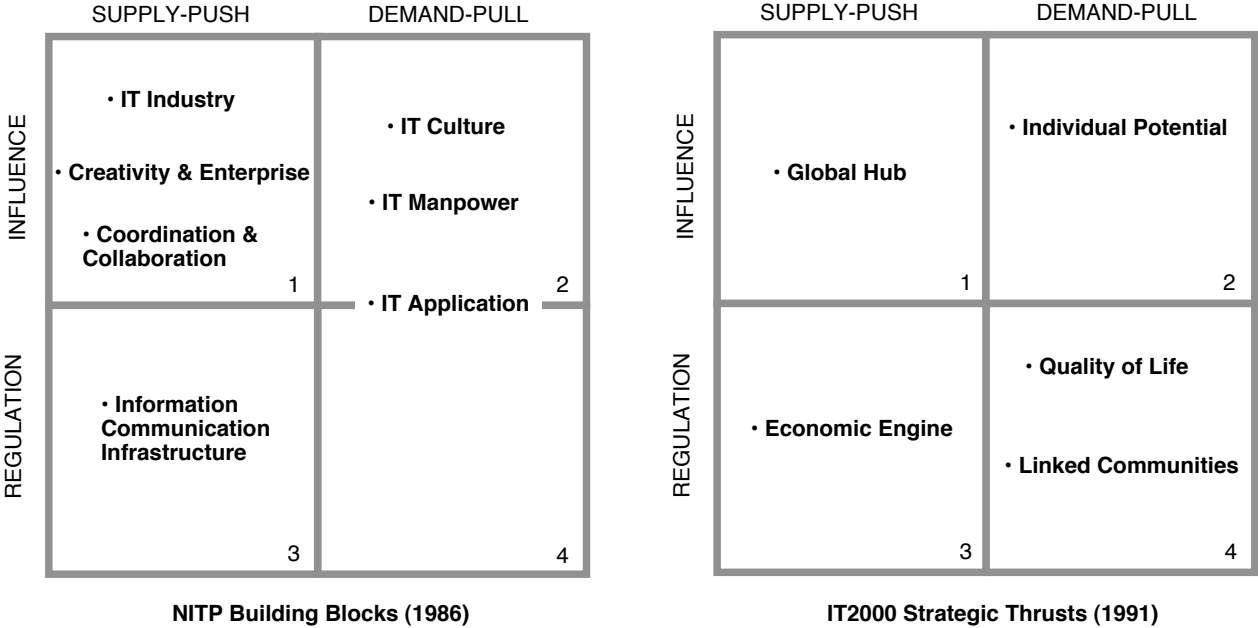 SUPPLY-PUSH
DEMAND-PULL
INFLUENCE
• IT Industry
• Creativity & Enterprise
• Coordination &
Collaboration
1
• IT Culture
• IT Manpower
2
• IT Application
REGULATION
• Information
Communication
Infrastructure
3
4
NITP Building Blocks (1986)
SUPPLY-PUSH
DEMAND-PULL
INFLUENCE
• Global Hub
1
• Individual Potential
2
REGULATION
• Economic Engine
3
• Quality of Life
• Linked Communities
4
IT2000 Strategic Thrusts (1991)